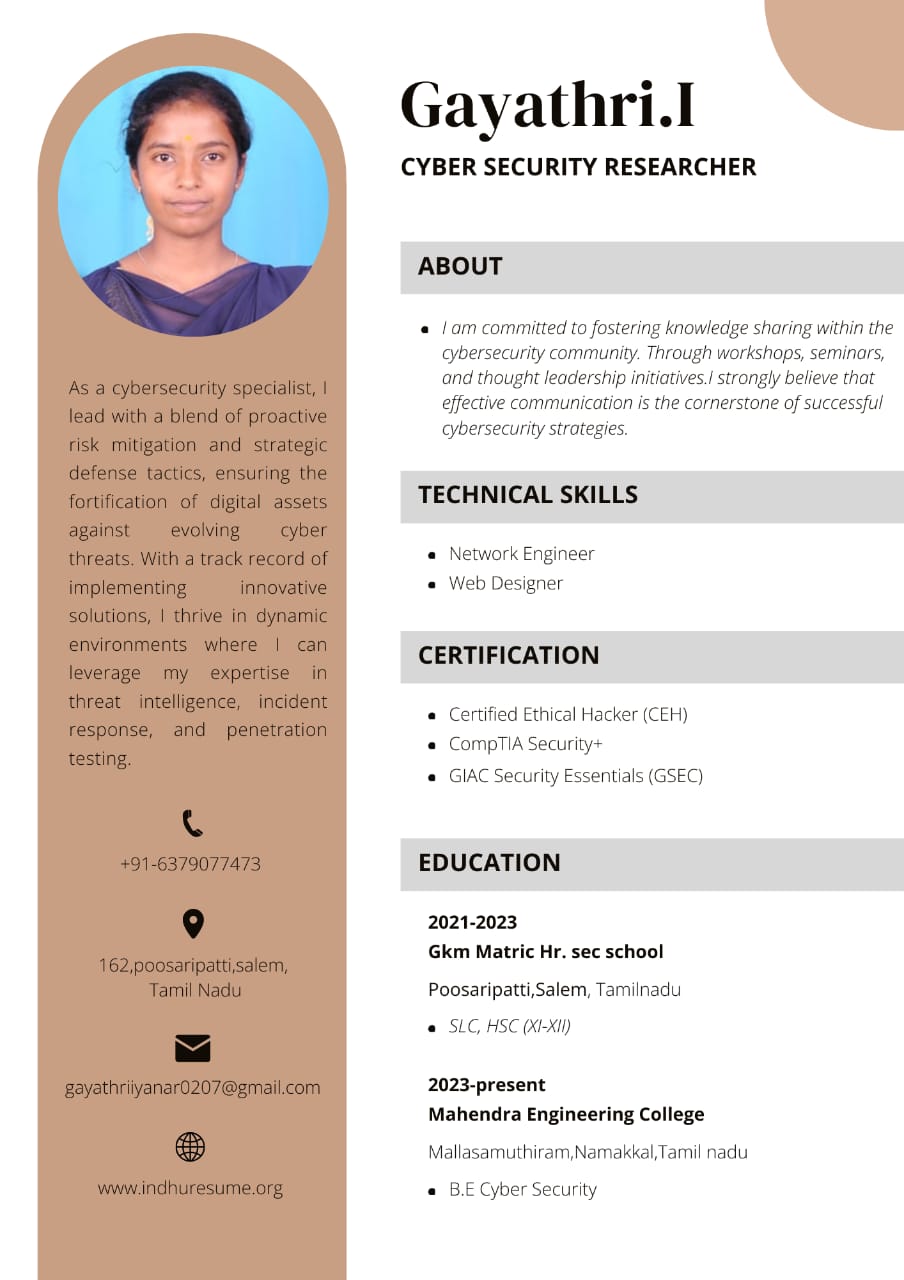 Gayathri.I
CYBER SECURITY RESEARCHER
As a cybersecurity specialist, I
lead with a blend of proactive
risk mitigation and strategic
defense tactics, ensuring the
fortification of digital assets
against evolving cyber
threats. With a track record of
implementing innovative
solutions, I thrive in dynamic
environments where I can
leverage my expertise in
threat intelligence, incident
response, and penetration
testing.
+91-6379077473
162,poosaripatti,salem,
Tamil Nadu
gayathriiyanar0207@gmail.com
www.indhuresume.org
ABOUT
I am committed to fostering knowledge sharing within the
cybersecurity community. Through workshops, seminars,
and thought leadership initiatives.I strongly believe that
effective communication is the cornerstone of successful
cybersecurity strategies.
TECHNICAL SKILLS
Network Engineer
Web Designer
CERTIFICATION
Certified Ethical Hacker (CEH)
CompTIA Security+
GIAC Security Essentials (GSEC)
EDUCATION
2021-2023
Gkm Matric Hr. sec school
Poosaripatti,Salem, Tamilnadu
SLC, HSC (XI-XII)
2023-present
Mahendra Engineering College
Mallasamuthiram,Namakkal,Tamil nadu
B.E Cyber Security